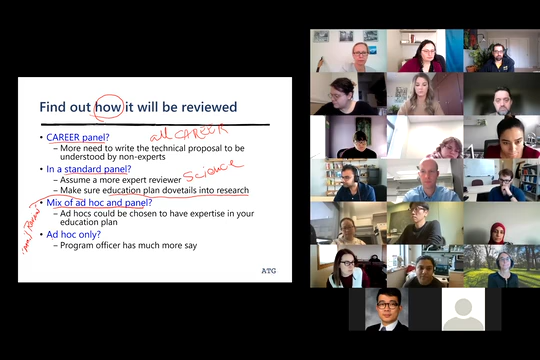 Find out how it will be reviewed
all CAREER
• CAREER panel?
– More need to write the technical proposal to be
understood by non-experts
• In a standard panel?
– Assume a more expert reviewer
Science
– Make sure education plan dovetails into research
• Mix of ad hoc and panel?
– Ad hocs could be chosen to have expertise in your
education plan
• Ad hoc only?
– Program officer has much more say
ATG